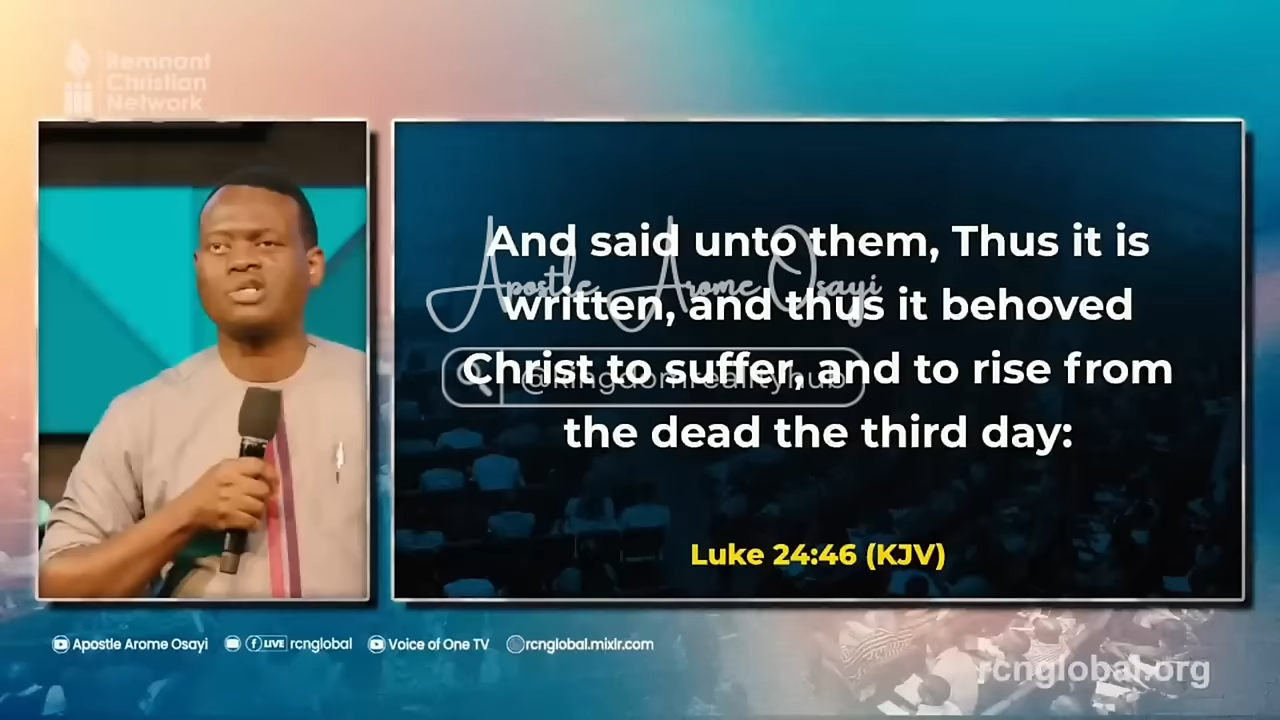 Remnant
Christian
Network
And said unto them, Thus it is
written, and thus it behoved
Christ to suffer, and to rise from
the dead the third day:
Luke 24:46 (KJV)
Apostle Arome Osayi
@kingdomrealityhub
Apostle Arome Osayi
LIVE rcnglobal
Voice of One TV
rcnglobal.mixlr.com
rcnglobal.org